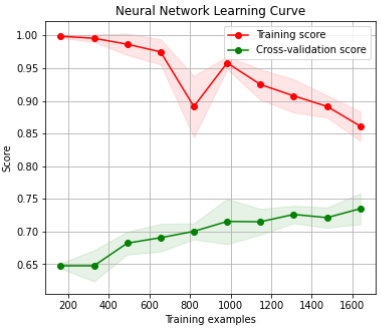 Neural Network Learning Curve
Training score
Cross-validation score
1.00
0.95
0.90
0.85
0.80
0.75
0.70
0.65
Score
200 400 600 800 1000 1200 1400 1600
Training examples